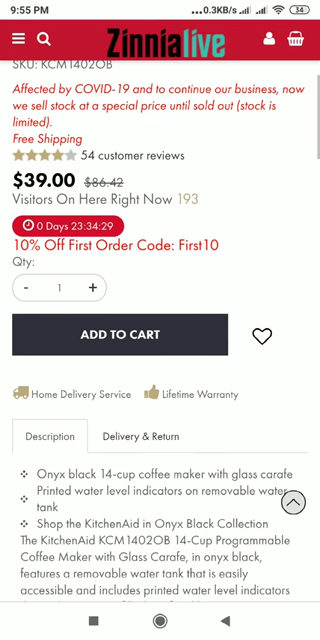 9:55 PM
...0.3KB/s
34
Zinnialive
SKU: KCM1402OB
Affected by COVID-19 and to continue our business, now
we sell stock at a special price until sold out (stock is
limited).
Free Shipping
54 customer reviews
$39.00 $86.42
Visitors On Here Right Now 193
0 Days 23:34:29
10% Off First Order Code: First10
Qty:
- 1 +
ADD TO CART
Home Delivery Service Lifetime Warranty
Description Delivery & Return
Onyx black 14-cup coffee maker with glass carafe
Printed water level indicators on removable water
tank
Shop the KitchenAid in Onyx Black Collection
The KitchenAid KCM1402OB 14-Cup Programmable
Coffee Maker with Glass Carafe, in onyx black,
features a removable water tank that is easily
accessible and includes printed water level indicators